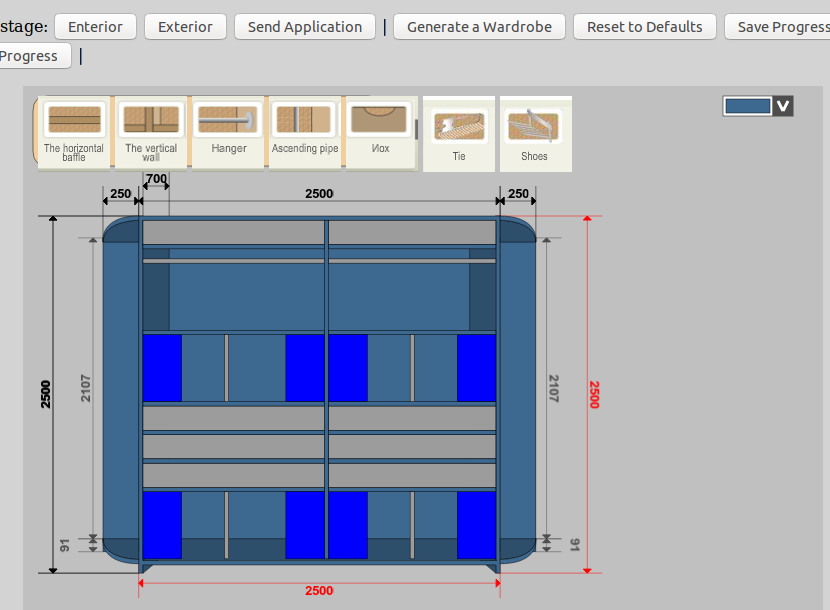 stage: Enterior Exterior Send Application | Generate a Wardrobe Reset to Defaults Save Progress
Progress |
The horizontal baffle
The vertical wall
Hanger
Ascending pipe
Иox
Tie
Shoes
V
700
250 2500 250
2500
2107
2107
2500
91
91
2500